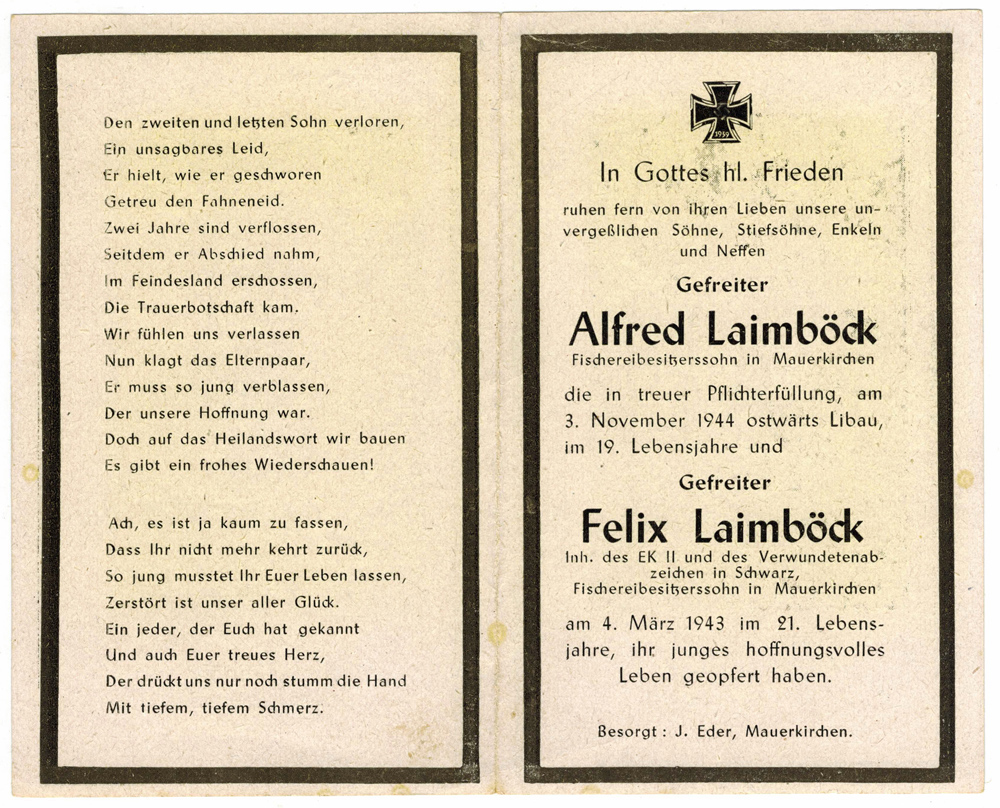 Den zweiten und letzten Sohn verloren,
Ein unsagbares Leid,
Er hielt, wie er geschworen
Getreu den Fahneneid.
Zwei Jahre sind verflossen,
Seitdem er Abschied nahm,
Im Feindesland erschossen,
Die Trauerbotschaft kam.
Wir fühlen uns verlassen
Nun klagt das Elternpaar,
Er muss so jung verblassen,
Der unsere Hoffnung war.
Doch auf das Heilandswort wir bauen
Es gibt ein frohes Wiederschauen!
Ach, es ist ja kaum zu fassen,
Dass Ihr nicht mehr kehrt zurück,
So jung musstet Ihr Euer Leben lassen,
Zerstört ist unser aller Glück.
Ein jeder, der Euch hat gekannt
Und auch Euer treues Herz,
Der drückt uns nur noch stumm die Hand
Mit tiefem, tiefem Schmerz.
1939
In Gottes hl. Frieden
ruhen fern von ihren Lieben unsere un-
vergeßlichen Söhne, Stiefsöhne, Enkeln
und Neffen
Gefreiter
Alfred Laimböck
Fischereibesitzerssohn in Mauerkirchen
die in treuer Pflichterfüllung, am
3. November 1944 ostwärts Libau,
im 19. Lebensjahre und
Gefreiter
Felix Laimböck
Inh. des EK II und des Verwundetenab-
zeichen in Schwarz,
Fischereibesitzerssohn in Mauerkirchen
am 4. März 1943 im 21. Lebens-
jahre, ihr junges hoffnungsvolles
Leben geopfert haben.
Besorgt : J. Eder, Mauerkirchen.